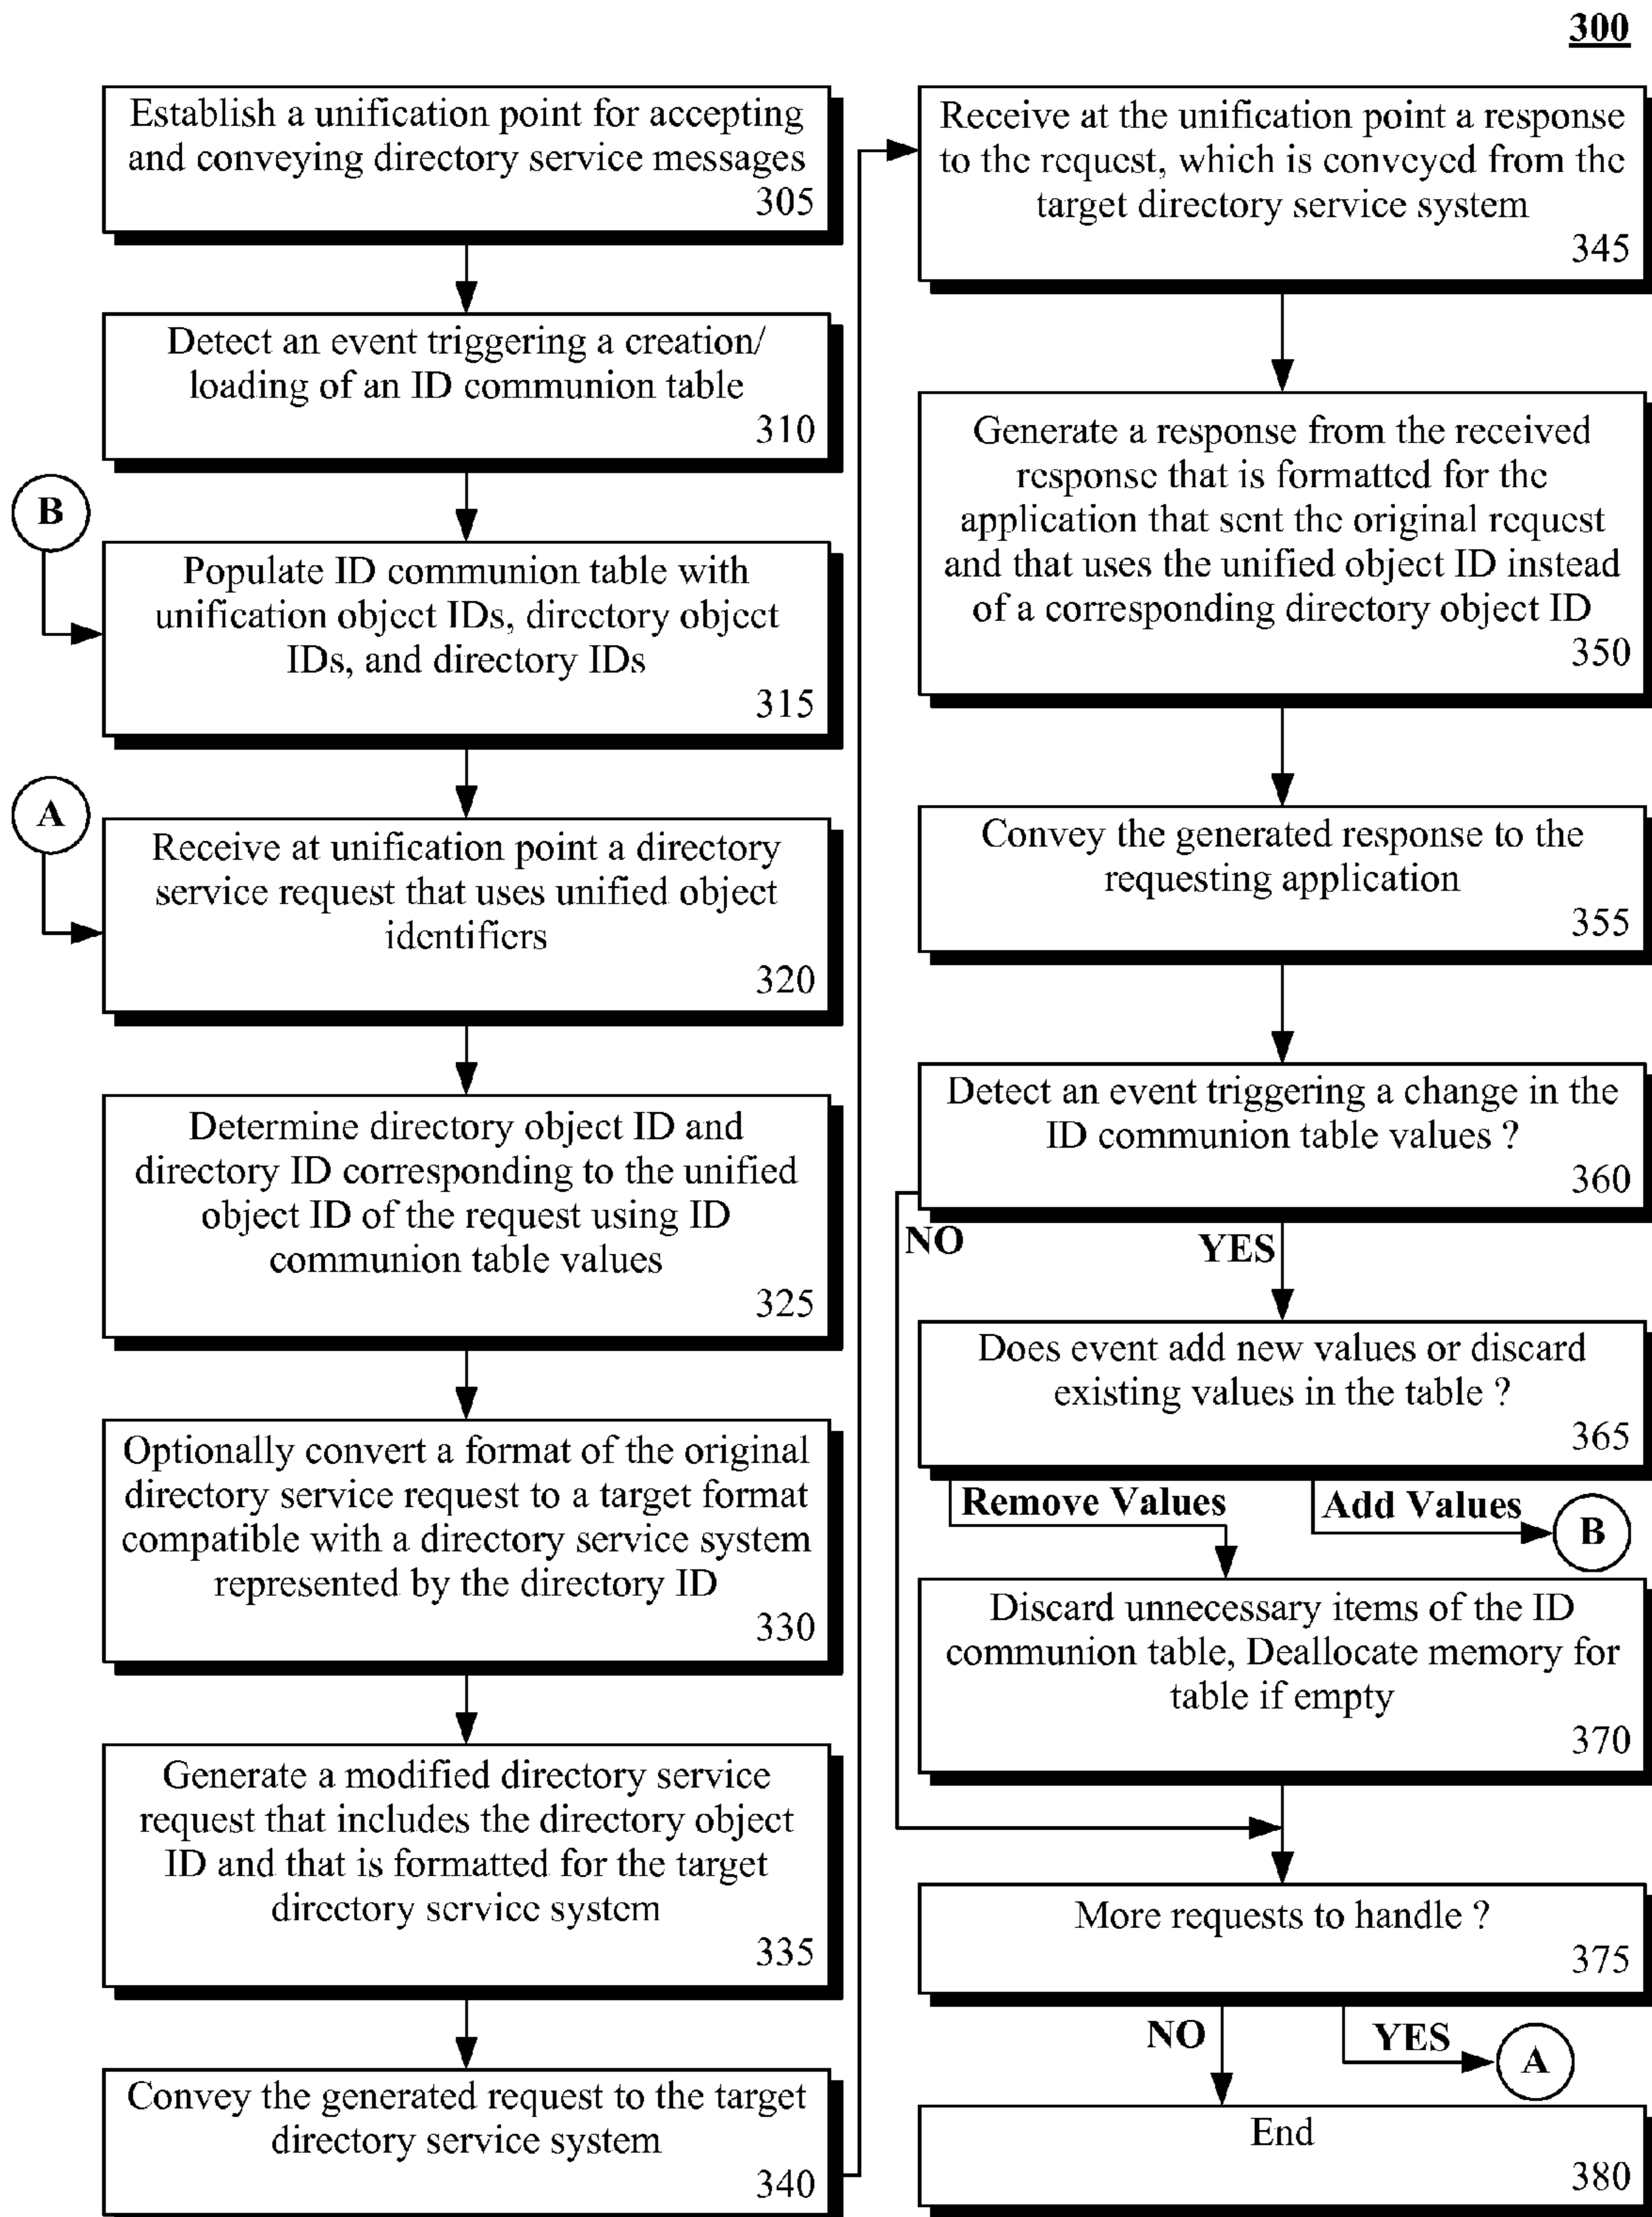 300
Establish a unification point for accepting
and conveying directory service messages
305
Detect an event triggering a creation/
loading of an ID communion table
310
B
Populate ID communion table with
unification object IDs, directory object
IDs, and directory IDs
315
A
Receive at unification point a directory
service request that uses unified object
identifiers
320
Determine directory object ID and
directory ID corresponding to the unified
object ID of the request using ID
communion table values
325
Optionally convert a format of the original
directory service request to a target format
compatible with a directory service system
represented by the directory ID
330
Generate a modified directory service
request that includes the directory object
ID and that is formatted for the target
directory service system
335
Convey the generated request to the target
directory service system
340
Receive at the unification point a response
to the request, which is conveyed from the
target directory service system
345
Generate a response from the received
response that is formatted for the
application that sent the original request
and that uses the unified object ID instead
of a corresponding directory object ID
350
Convey the generated response to the
requesting application
355
Detect an event triggering a change in the
ID communion table values ?
360
NO
YES
Does event add new values or discard
existing values in the table ?
365
Remove Values
Add Values
B
Discard unnecessary items of the ID
communion table, Deallocate memory for
table if empty
370
More requests to handle ?
375
NO
YES
A
End
380